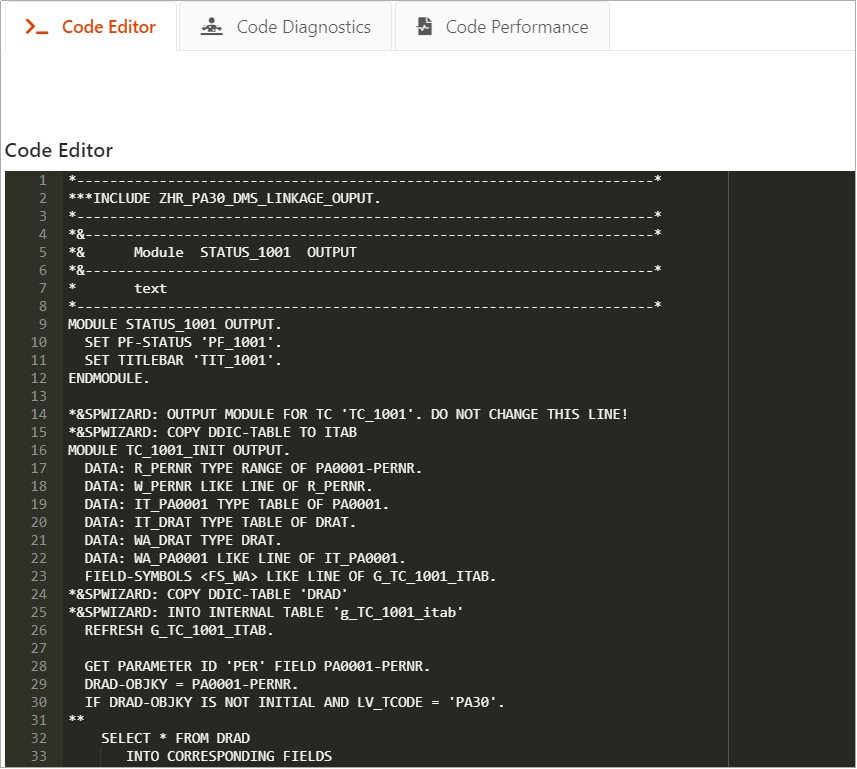 Code Editor
Code Diagnostics
Code Performance
Code Editor
1 *----------------------------------------------------------------------*
2 ***INCLUDE ZHR_PA30_DMS_LINKAGE_OUPUT.
3 *----------------------------------------------------------------------*
4 *&---------------------------------------------------------------------*
5 *&      Module  STATUS_1001  OUTPUT
6 *&---------------------------------------------------------------------*
7 *       text
8 *----------------------------------------------------------------------*
9 MODULE STATUS_1001 OUTPUT.
10   SET PF-STATUS 'PF_1001'.
11   SET TITLEBAR 'TIT_1001'.
12 ENDMODULE.
13
14 *&SPWIZARD: OUTPUT MODULE FOR TC 'TC_1001'. DO NOT CHANGE THIS LINE!
15 *&SPWIZARD: COPY DDIC-TABLE TO ITAB
16 MODULE TC_1001_INIT OUTPUT.
17   DATA: R_PERNR TYPE RANGE OF PA0001-PERNR.
18   DATA: W_PERNR LIKE LINE OF R_PERNR.
19   DATA: IT_PA0001 TYPE TABLE OF PA0001.
20   DATA: IT_DRAT TYPE TABLE OF DRAT.
21   DATA: WA_DRAT TYPE DRAT.
22   DATA: WA_PA0001 LIKE LINE OF IT_PA0001.
23   FIELD-SYMBOLS <FS_WA> LIKE LINE OF G_TC_1001_ITAB.
24 *&SPWIZARD: COPY DDIC-TABLE 'DRAD'
25 *&SPWIZARD: INTO INTERNAL TABLE 'g_TC_1001_itab'
26   REFRESH G_TC_1001_ITAB.
27
28   GET PARAMETER ID 'PER' FIELD PA0001-PERNR.
29   DRAD-OBJKY = PA0001-PERNR.
30   IF DRAD-OBJKY IS NOT INITIAL AND LV_TCODE = 'PA30'.
31 **
32     SELECT * FROM DRAD
33        INTO CORRESPONDING FIELDS